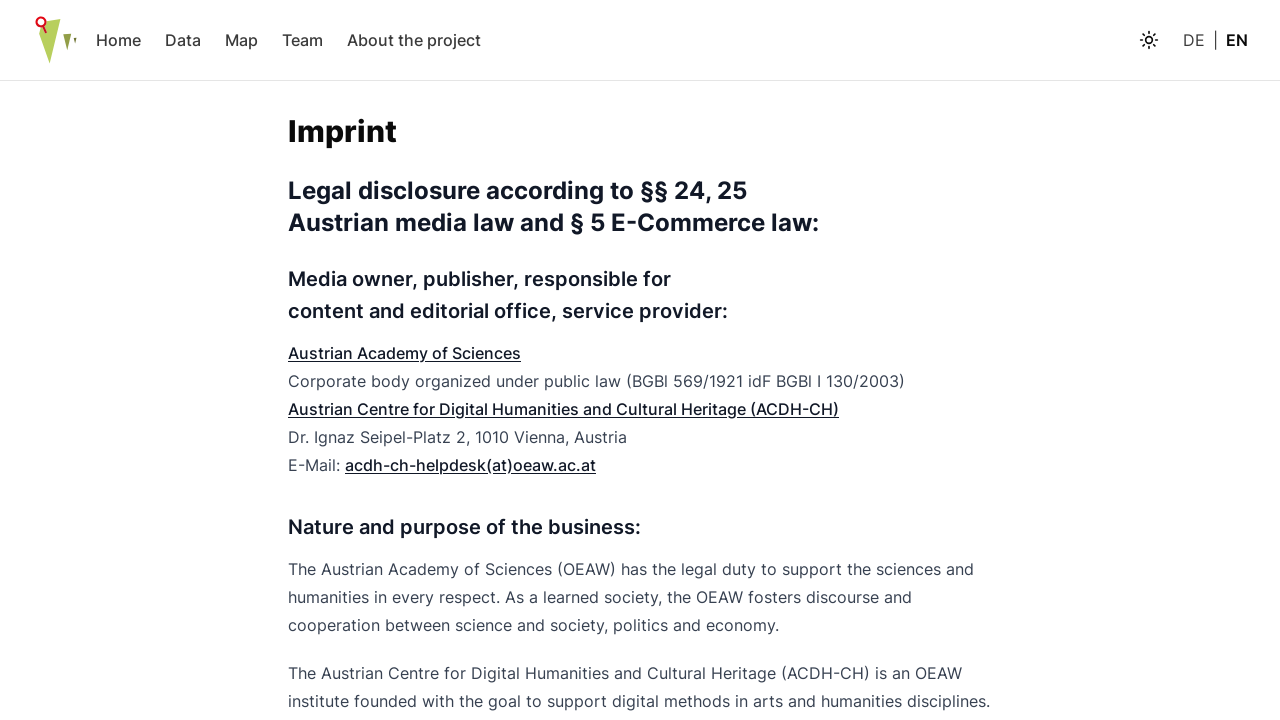 Home Data Map Team About the project DE | EN
Imprint
Legal disclosure according to §§ 24, 25
Austrian media law and § 5 E-Commerce law:
Media owner, publisher, responsible for
content and editorial office, service provider:
Austrian Academy of Sciences
Corporate body organized under public law (BGBl 569/1921 idF BGBl I 130/2003)
Austrian Centre for Digital Humanities and Cultural Heritage (ACDH-CH)
Dr. Ignaz Seipel-Platz 2, 1010 Vienna, Austria
E-Mail: acdh-ch-helpdesk(at)oeaw.ac.at
Nature and purpose of the business:
The Austrian Academy of Sciences (OEAW) has the legal duty to support the sciences and
humanities in every respect. As a learned society, the OEAW fosters discourse and
cooperation between science and society, politics and economy.
The Austrian Centre for Digital Humanities and Cultural Heritage (ACDH-CH) is an OEAW
institute founded with the goal to support digital methods in arts and humanities disciplines.